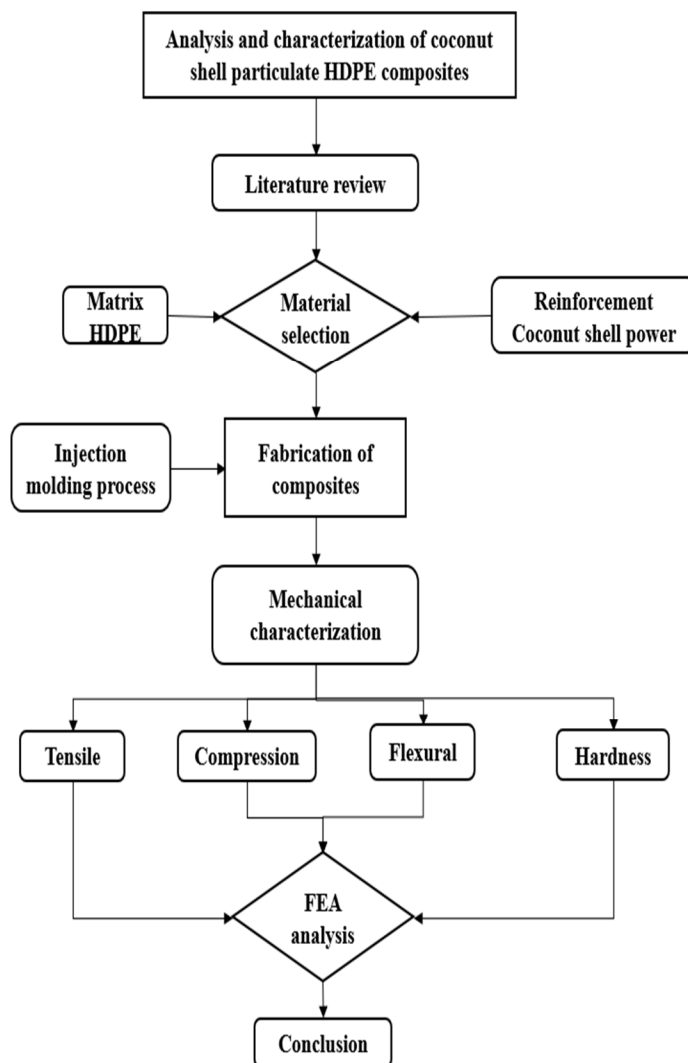 Analysis and characterization of coconut
shell particulate HDPE composites
Literature review
Matrix
HDPE
Material
selection
Reinforcement
Coconut shell power
Injection
molding process
Fabrication of
composites
Mechanical
characterization
Tensile
Compression
Flexural
Hardness
FEA
analysis
Conclusion